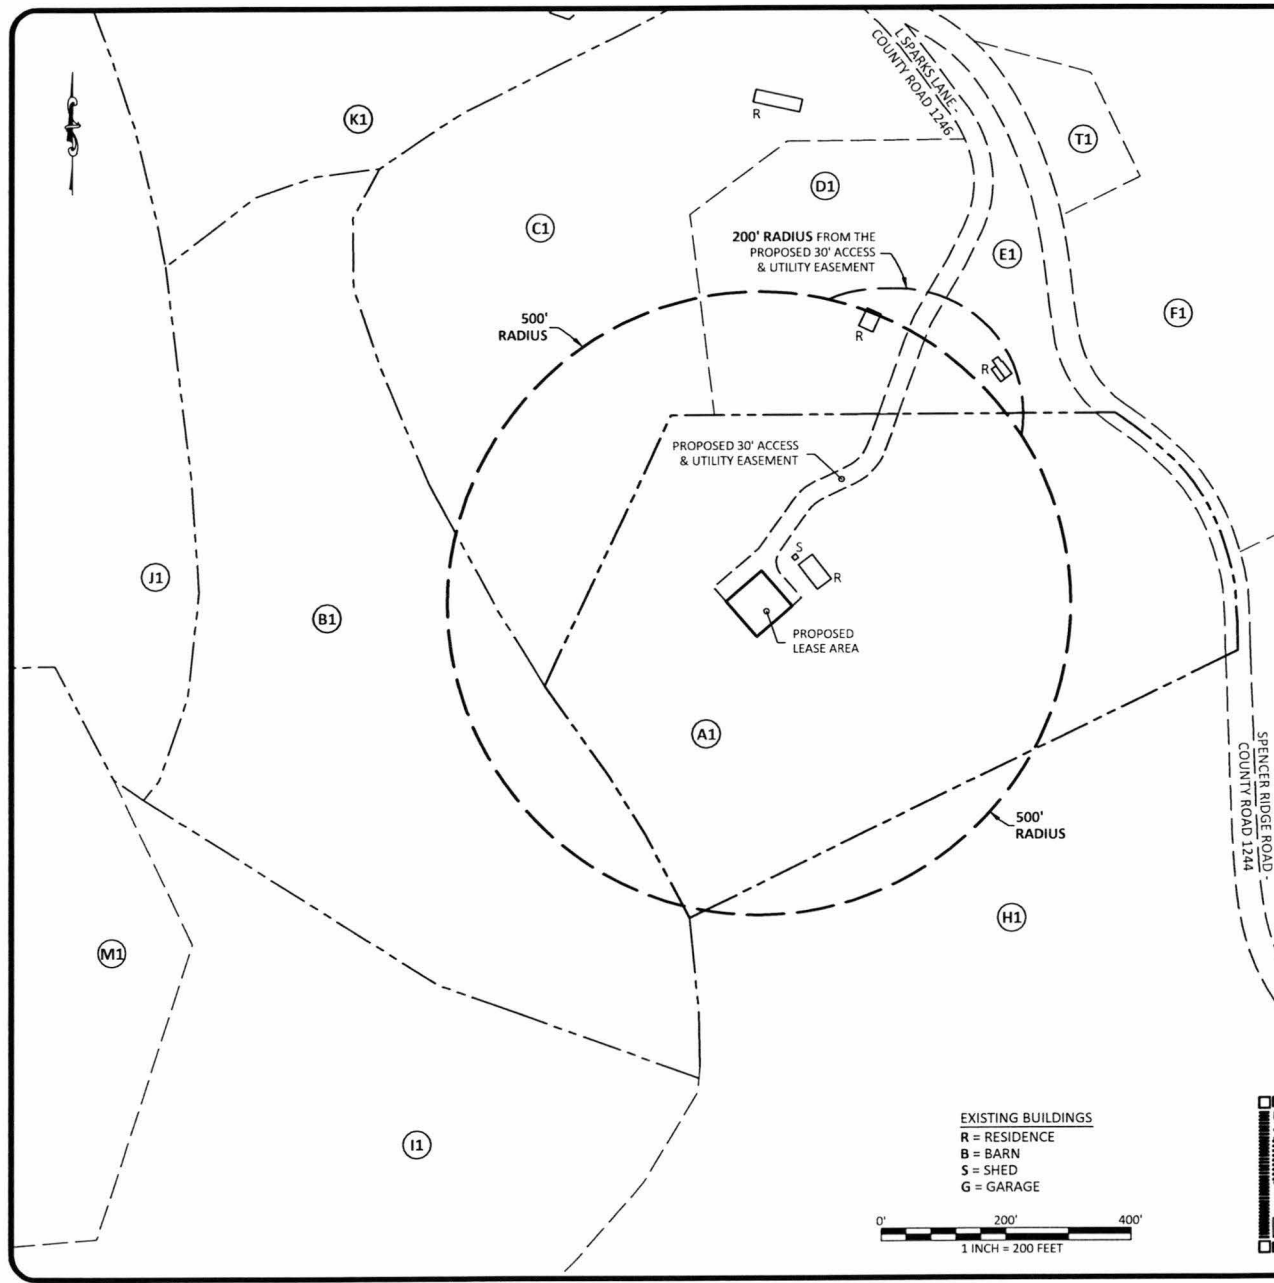 L SPARKS LANE -
COUNTY ROAD 1246
K1
R
T1
D1
C1
200' RADIUS FROM THE
PROPOSED 30' ACCESS
& UTILITY EASEMENT
E1
F1
500'
RADIUS
R
R
PROPOSED 30' ACCESS
& UTILITY EASEMENT
S
R
J1
B1
PROPOSED
LEASE AREA
A1
SPENCER RIDGE ROAD -
COUNTY ROAD 1244
500'
RADIUS
H1
M1
I1
EXISTING BUILDINGS
R = RESIDENCE
B = BARN
S = SHED
G = GARAGE
0' 200' 400'
1 INCH = 200 FEET